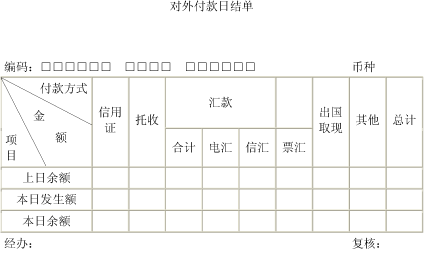 对外付款日结单
编码：□□□□□□ □□□□ □□□□□□ 币种
付款方式
金
额
项
目
信用
证
托收
汇款
合计 电汇 信汇 票汇
出国
取现
其他
总计
上日余额
本日发生额
本日余额
经办： 复核：